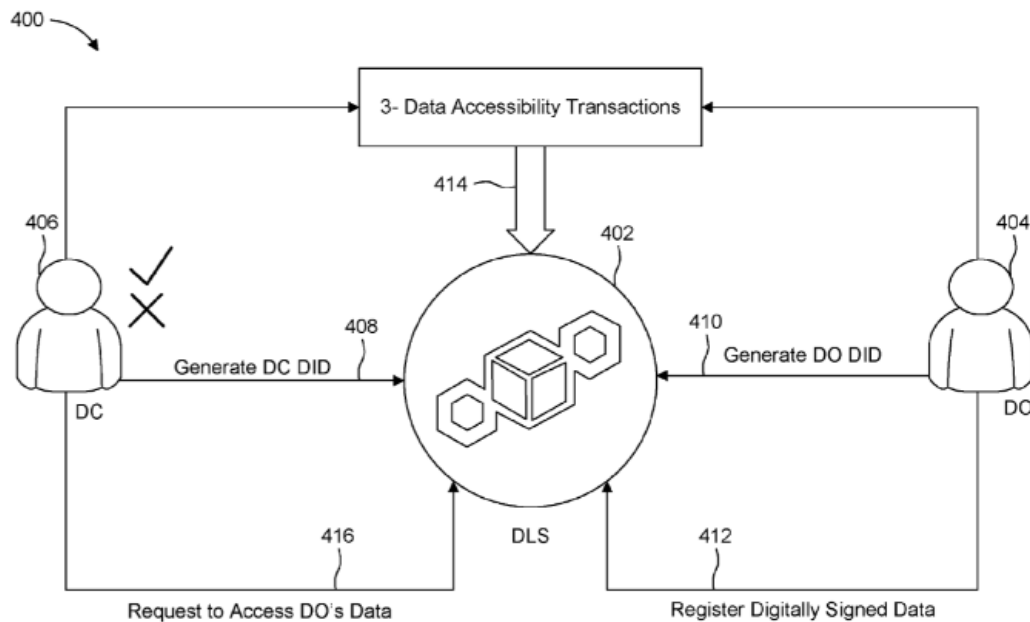 400
3- Data Accessibility Transactions
414
406
402
404
408
410
Generate DC DID
Generate DO DID
DC
DO
DLS
416
412
Request to Access DO's Data
Register Digitally Signed Data